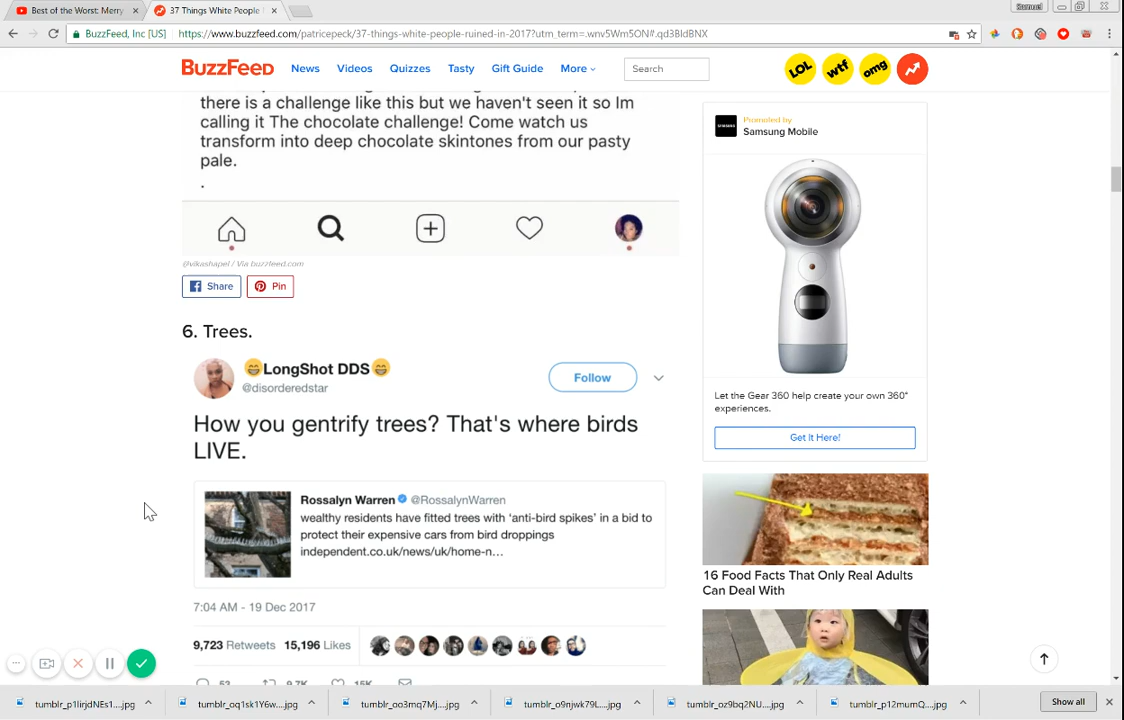 Best of the Worst: Merry
37 Things White People
BuzzFeed, Inc [US]
https://www.buzzfeed.com/patricepeck/37-things-white-people-ruined-in-2017?utm_term=.wnv5Wm5ON#.qd3BldBNX
BuzzFeed
News
Videos
Quizzes
Tasty
Gift Guide
More
Search
LOL
wtf
omg
there is a challenge like this but we haven't seen it so Im
calling it The chocolate challenge! Come watch us
transform into deep chocolate skintones from our pasty
pale.
.
@vikashapel / Via buzzfeed.com
Share
Pin
6. Trees.
LongShot DDS
@disorderedstar
Follow
How you gentrify trees? That's where birds
LIVE.
Rossalyn Warren @RossalynWarren
wealthy residents have fitted trees with 'anti-bird spikes' in a bid to
protect their expensive cars from bird droppings
independent.co.uk/news/uk/home-n...
7:04 AM - 19 Dec 2017
9,723 Retweets 15,196 Likes
SAMSUNG
Promoted by
Samsung Mobile
Let the Gear 360 help create your own 360°
experiences.
Get It Here!
16 Food Facts That Only Real Adults
Can Deal With
tumblr_p1lirjdNEs1....jpg
tumblr_oq1sk1Y6w...jpg
tumblr_oo3mq7Mj....jpg
tumblr_o9njwk79L....jpg
tumblr_oz9bq2NU....jpg
tumblr_p12mumQ....jpg
Show all